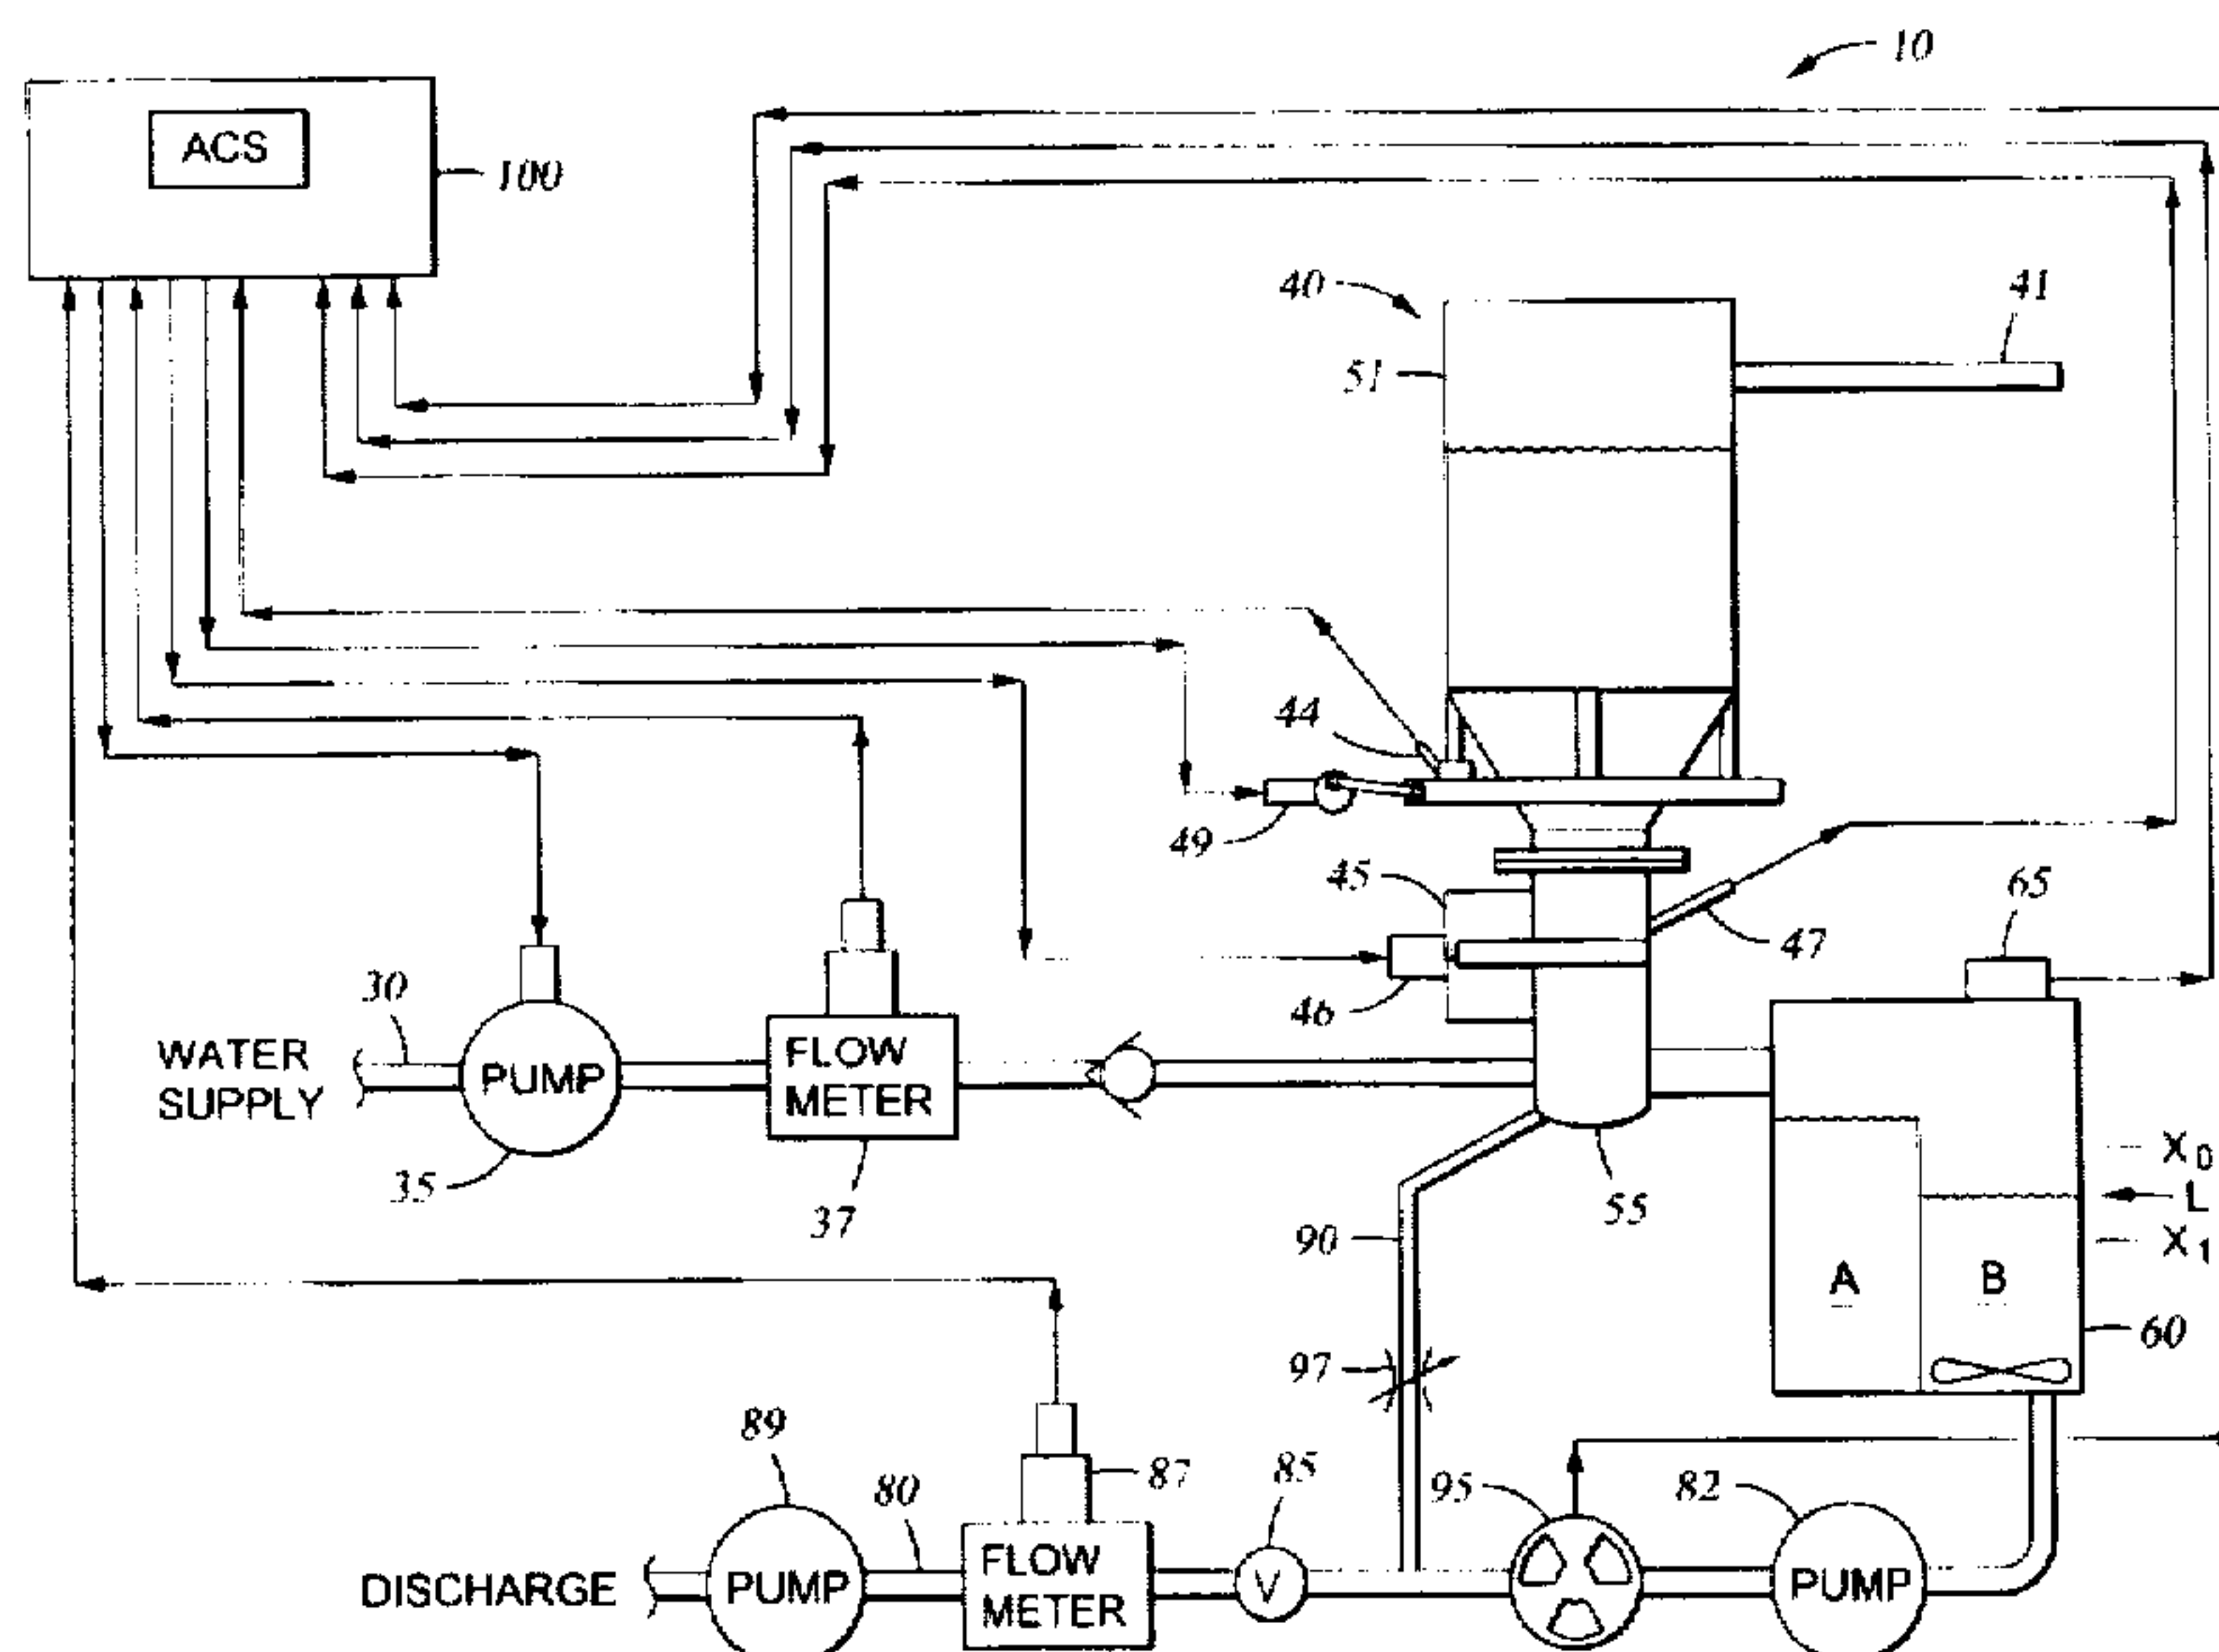 10
ACS
100
40
41
51
44
49
45
65
47
46
30
WATER
SUPPLY
PUMP
FLOW
METER
35
37
55
X0
L
X1
90
A
B
60
97
89
80
87
85
95
82
DISCHARGE
PUMP
FLOW
METER
V
PUMP